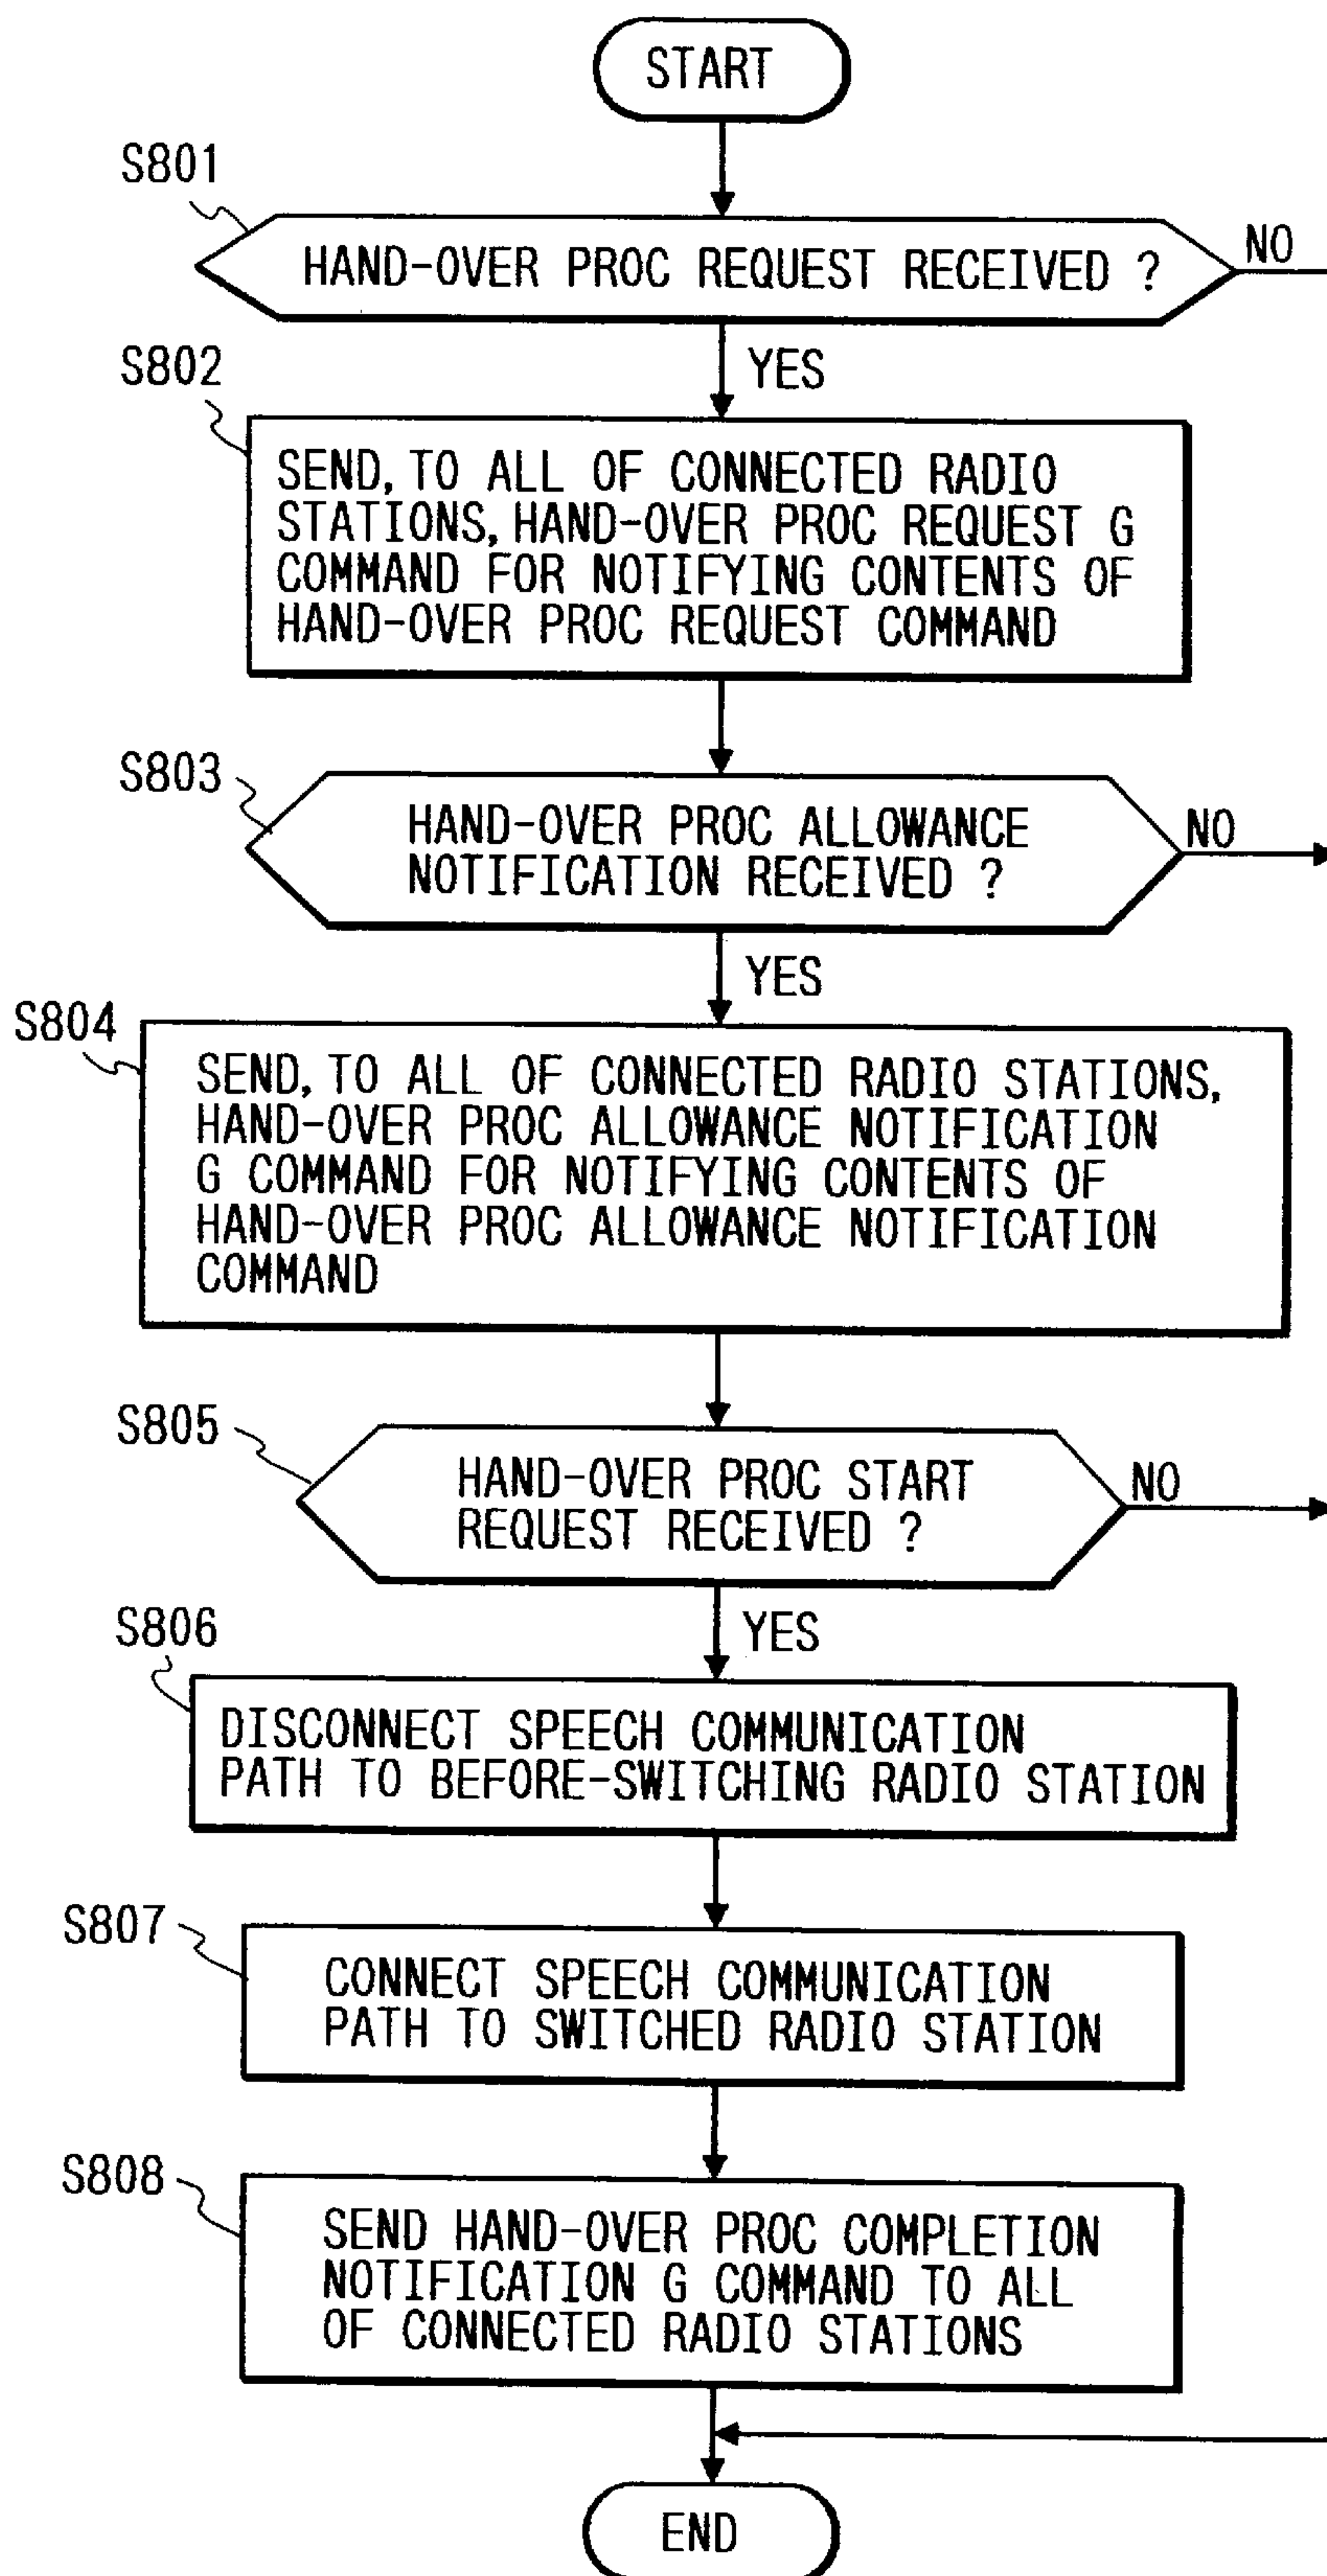 START
S801
HAND-OVER PROC REQUEST RECEIVED ?
NO
YES
S802
SEND, TO ALL OF CONNECTED RADIO
STATIONS, HAND-OVER PROC REQUEST G
COMMAND FOR NOTIFYING CONTENTS OF
HAND-OVER PROC REQUEST COMMAND
S803
HAND-OVER PROC ALLOWANCE
NOTIFICATION RECEIVED ?
NO
YES
S804
SEND, TO ALL OF CONNECTED RADIO STATIONS,
HAND-OVER PROC ALLOWANCE NOTIFICATION
G COMMAND FOR NOTIFYING CONTENTS OF
HAND-OVER PROC ALLOWANCE NOTIFICATION
COMMAND
S805
HAND-OVER PROC START
REQUEST RECEIVED ?
NO
YES
S806
DISCONNECT SPEECH COMMUNICATION
PATH TO BEFORE-SWITCHING RADIO STATION
S807
CONNECT SPEECH COMMUNICATION
PATH TO SWITCHED RADIO STATION
S808
SEND HAND-OVER PROC COMPLETION
NOTIFICATION G COMMAND TO ALL
OF CONNECTED RADIO STATIONS
END